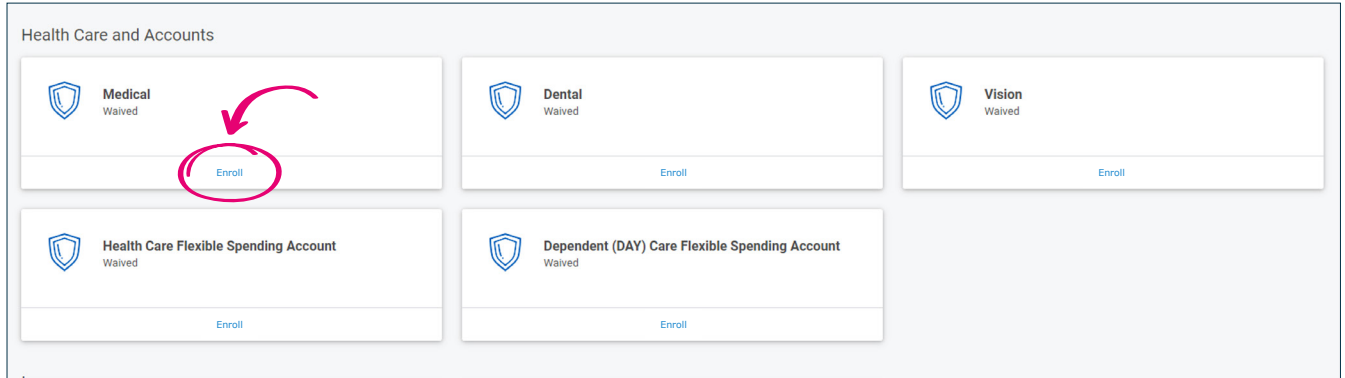 Health Care and Accounts
Medical
Waived
Enroll
Dental
Waived
Enroll
Vision
Waived
Enroll
Health Care Flexible Spending Account
Waived
Enroll
Dependent (DAY) Care Flexible Spending Account
Waived
Enroll